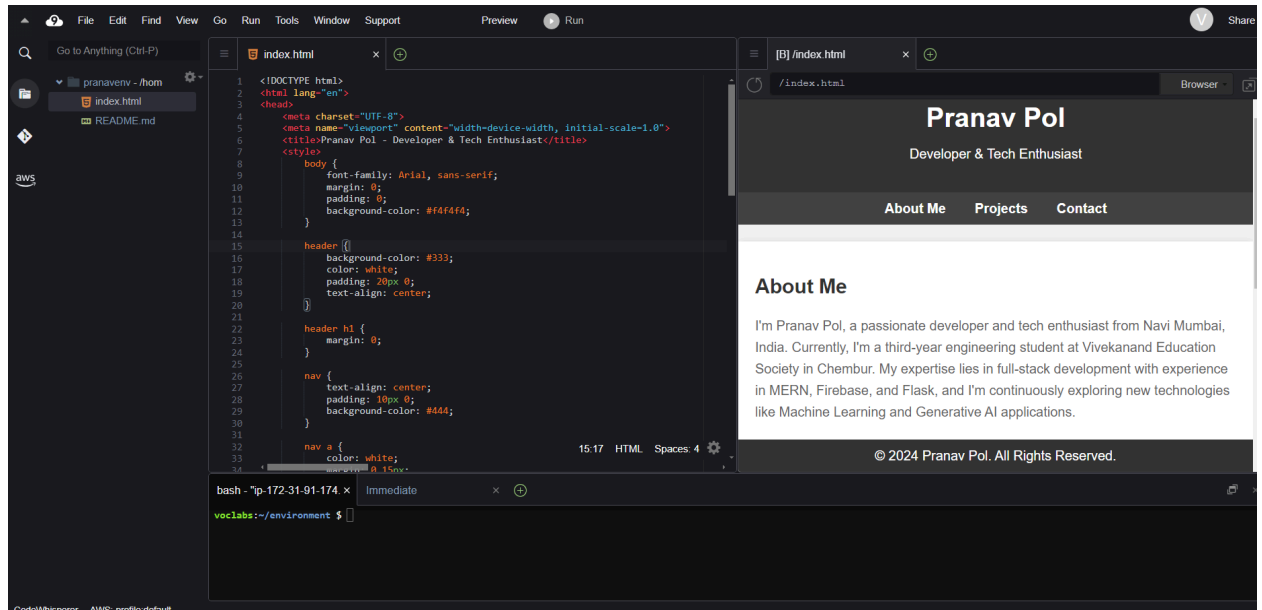 9 File Edit Find View Go Run Tools Window Support Preview Run V Share
Go to Anything (Ctrl-P)
pranavenv - /hom
index.html
README.md
aws
index.html
1 <!DOCTYPE html>
2 <html lang="en">
3 <head>
4 <meta charset="UTF-8">
5 <meta name="viewport" content="width=device-width, initial-scale=1.0">
6 <title>Pranav Pol - Developer & Tech Enthusiast</title>
7 <style>
8 body {
9 font-family: Arial, sans-serif;
10 margin: 0;
11 padding: 0;
12 background-color: #f4f4f4;
13 }
14
15 header {
16 background-color: #333;
17 color: white;
18 padding: 20px 0;
19 text-align: center;
20 }
21
22 header h1 {
23 margin: 0;
24 }
25
26 nav {
27 text-align: center;
28 padding: 10px 0;
29 background-color: #444;
30 }
31
32 nav a {
33 color: white;
34 margin: 0 15px;
15:17 HTML Spaces: 4
[B] /index.html
/index.html Browser
Pranav Pol
Developer & Tech Enthusiast
About Me Projects Contact
About Me
I'm Pranav Pol, a passionate developer and tech enthusiast from Navi Mumbai,
India. Currently, I'm a third-year engineering student at Vivekanand Education
Society in Chembur. My expertise lies in full-stack development with experience
in MERN, Firebase, and Flask, and I'm continuously exploring new technologies
like Machine Learning and Generative AI applications.
© 2024 Pranav Pol. All Rights Reserved.
bash - "ip-172-31-91-174. Immediate
voclabs:~/environment $
CodeWhisperer AWS: profile:default